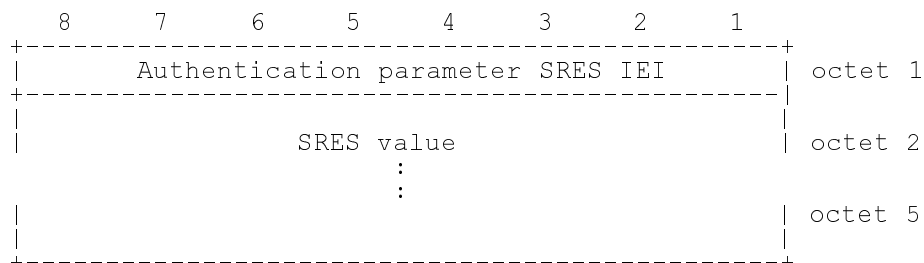 8 7 6 5 4 3 2 1
Authentication parameter SRES IEI octet 1
SRES value octet 2
:
:
octet 5